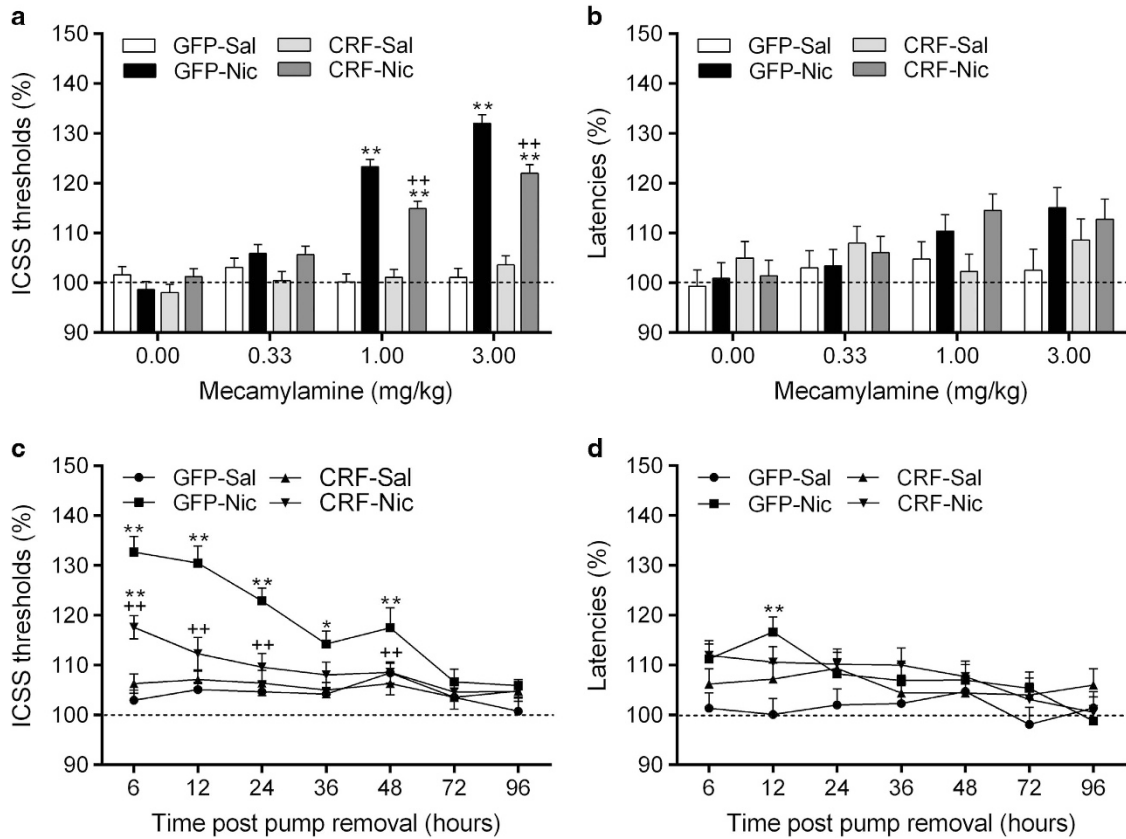 a
150
140
130
120
110
100
90
ICSS thresholds (%)
GFP-Sal CRF-Sal
GFP-Nic CRF-Nic
**
++
**
**
++
**
0.00 0.33 1.00 3.00
Mecamylamine (mg/kg)
b
150
140
130
120
110
100
90
Latencies (%)
GFP-Sal CRF-Sal
GFP-Nic CRF-Nic
0.00 0.33 1.00 3.00
Mecamylamine (mg/kg)
c
150
140
130
120
110
100
90
ICSS thresholds (%)
GFP-Sal CRF-Sal
GFP-Nic CRF-Nic
** ** ** * **
**
++ ++ ++ ++
6 12 24 36 48 72 96
Time post pump removal (hours)
d
150
140
130
120
110
100
90
Latencies (%)
GFP-Sal CRF-Sal
GFP-Nic CRF-Nic
**
6 12 24 36 48 72 96
Time post pump removal (hours)